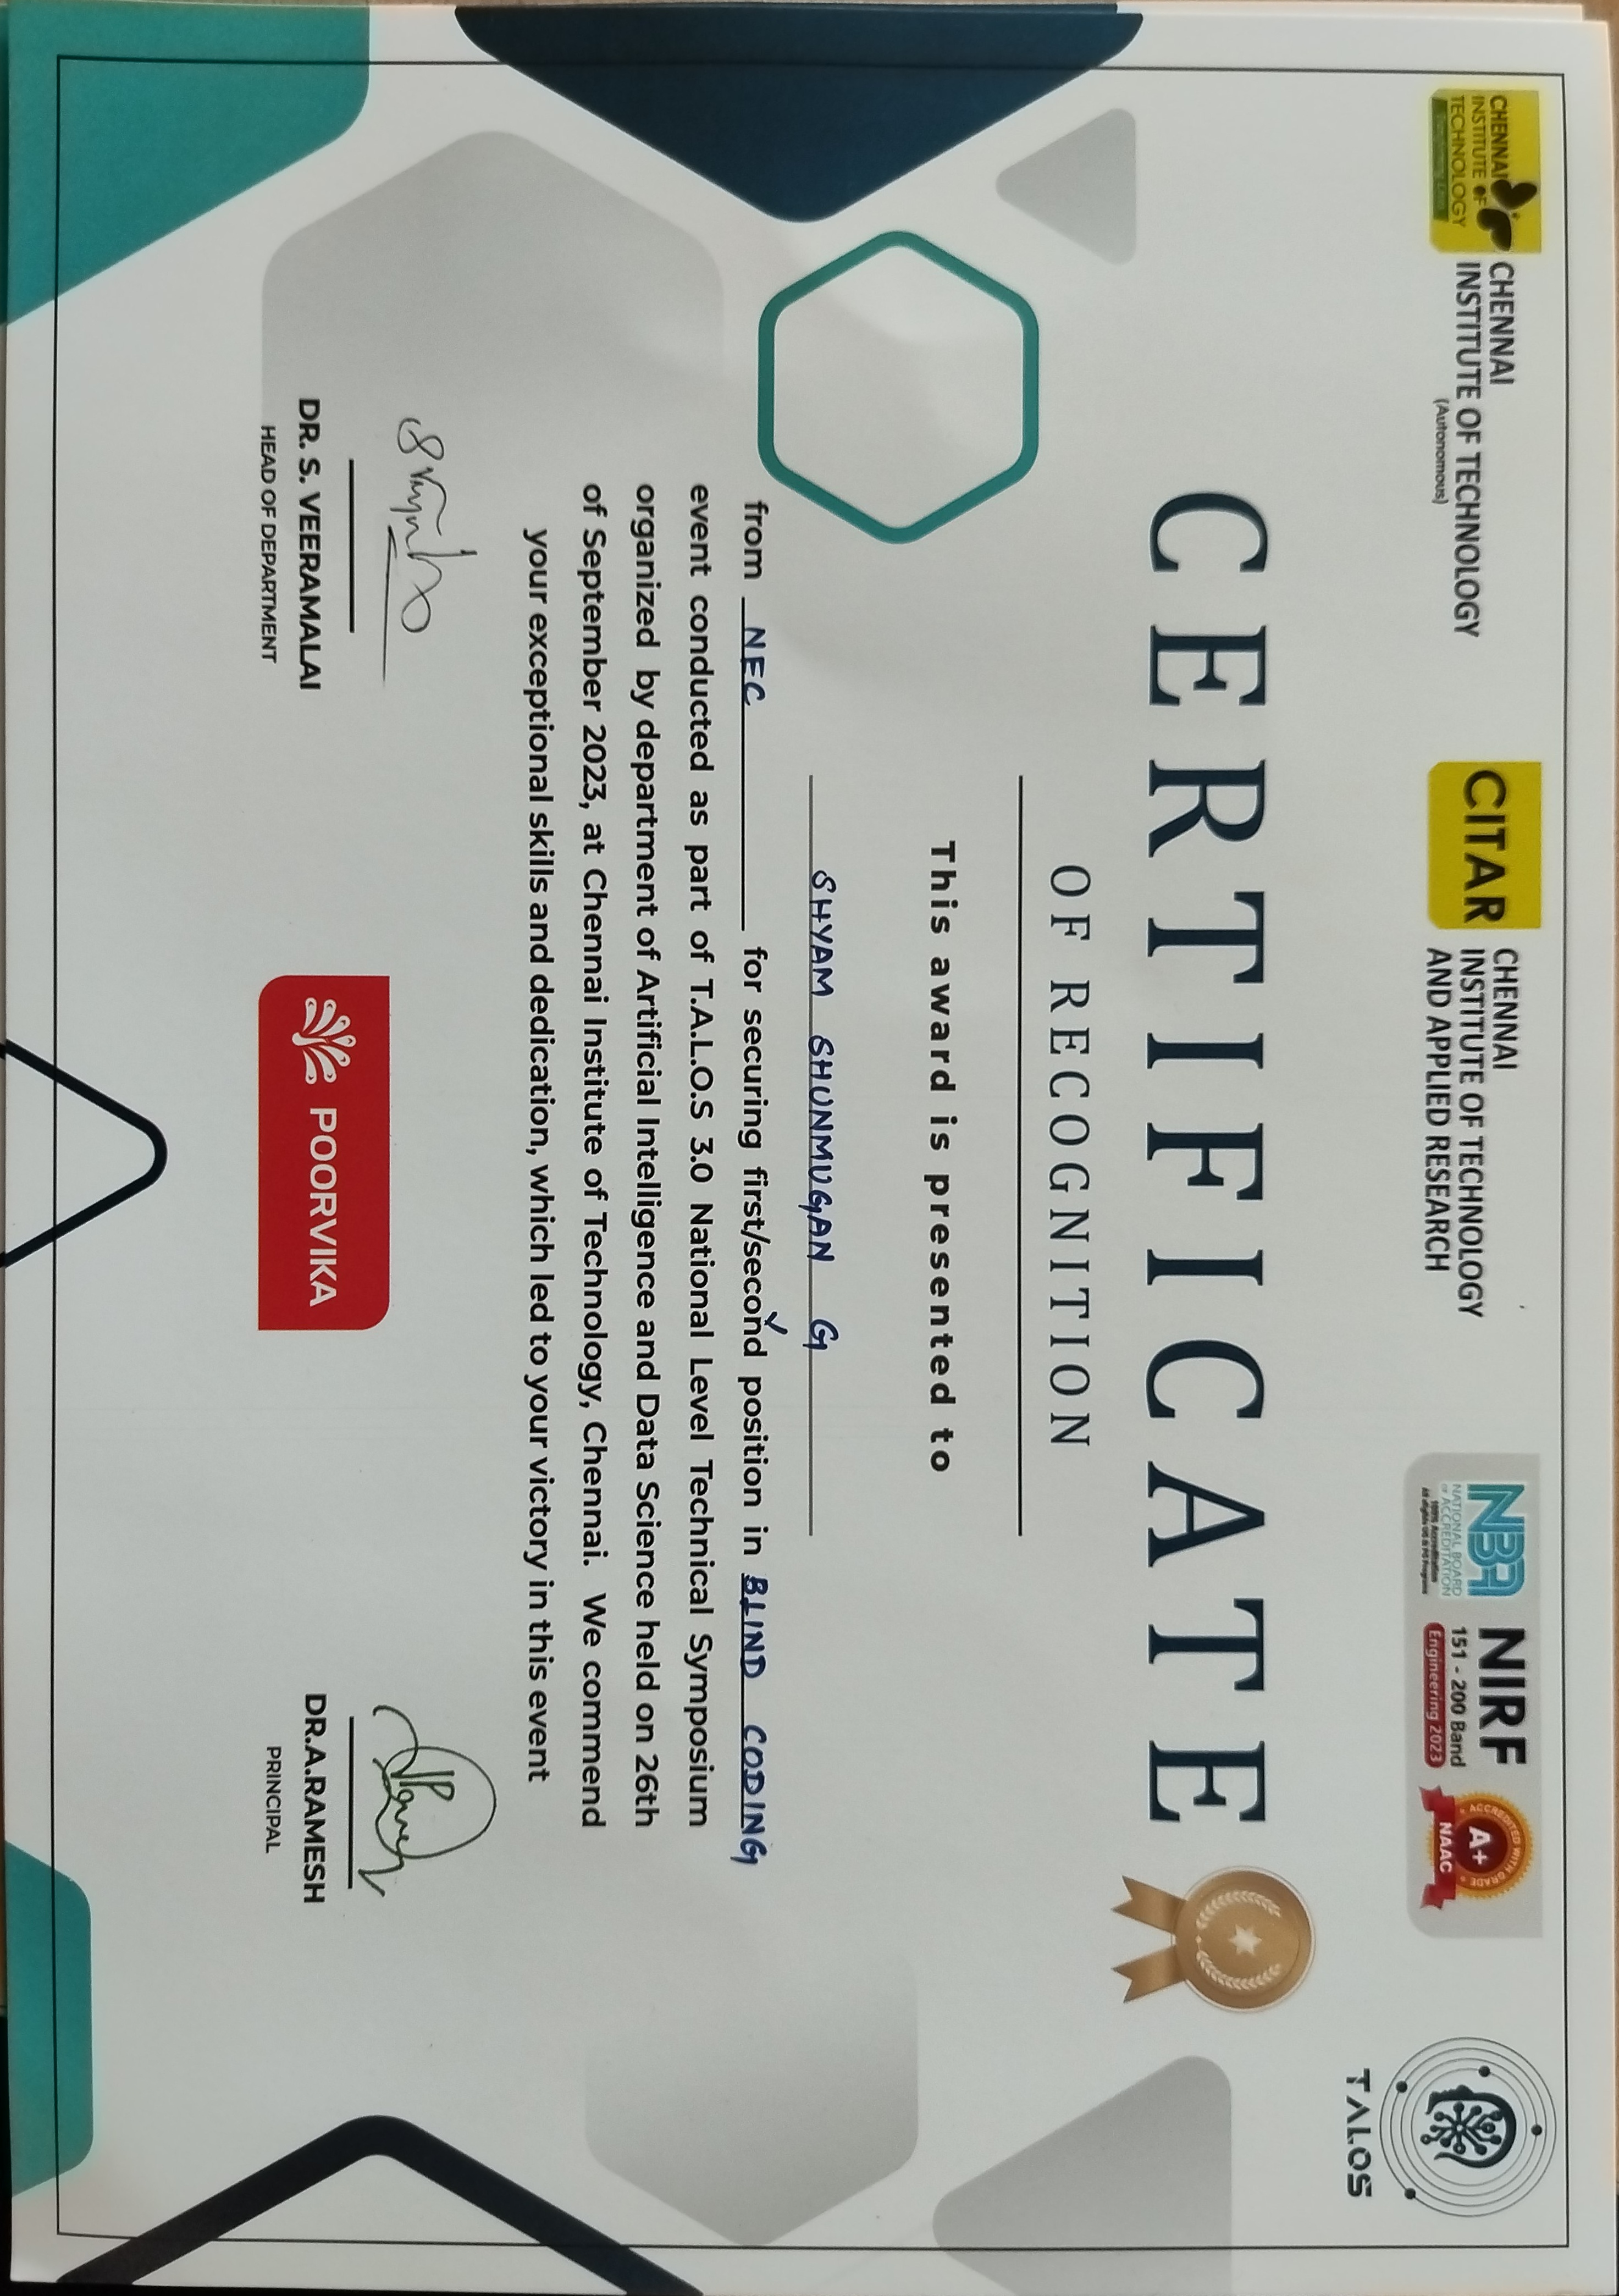 CHENNAI
INSTITUTE OF
TECHNOLOGY
Transforming Lives
CHENNAI
INSTITUTE OF TECHNOLOGY
(Autonomous)
CITAR
CHENNAI
INSTITUTE OF TECHNOLOGY
AND APPLIED RESEARCH
NBA
NATIONAL BOARD
OF ACCREDITATION
100% Accreditation
All eligible UG & PG Programs
NIRF
151 - 200 Band
Engineering 2023
ACCREDITED WITH GRADE
A+
NAAC
TALOS
CERTIFICATE
OF RECOGNITION
This award is presented to
SHYAM SHUNMUGAN G
from NEC for securing first/second position in BLIND CODING
event conducted as part of T.A.L.O.S 3.0 National Level Technical Symposium
organized by department of Artificial Intelligence and Data Science held on 26th
of September 2023, at Chennai Institute of Technology, Chennai. We commend
your exceptional skills and dedication, which led to your victory in this event
DR. S. VEERAMALAI
HEAD OF DEPARTMENT
POORVIKA
DR.A.RAMESH
PRINCIPAL